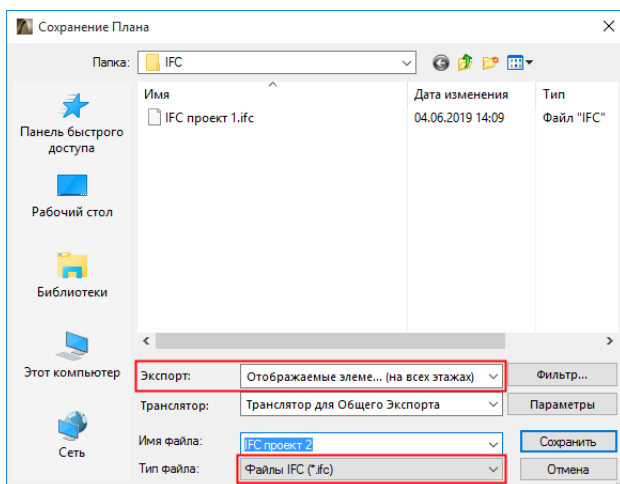 Сохранение Плана
Папка: IFC
Имя Дата изменения Тип
IFC проект 1.ifc 04.06.2019 14:09 Файл "IFC"
Панель быстрого
доступа
Рабочий стол
Библиотеки
Этот компьютер
Сеть
Экспорт: Отображаемые элеме... (на всех этажах) Фильтр...
Транслятор: Транслятор для Общего Экспорта Параметры
Имя файла: IFC проект 2 Сохранить
Тип файла: Файлы IFC (*.ifc) Отмена